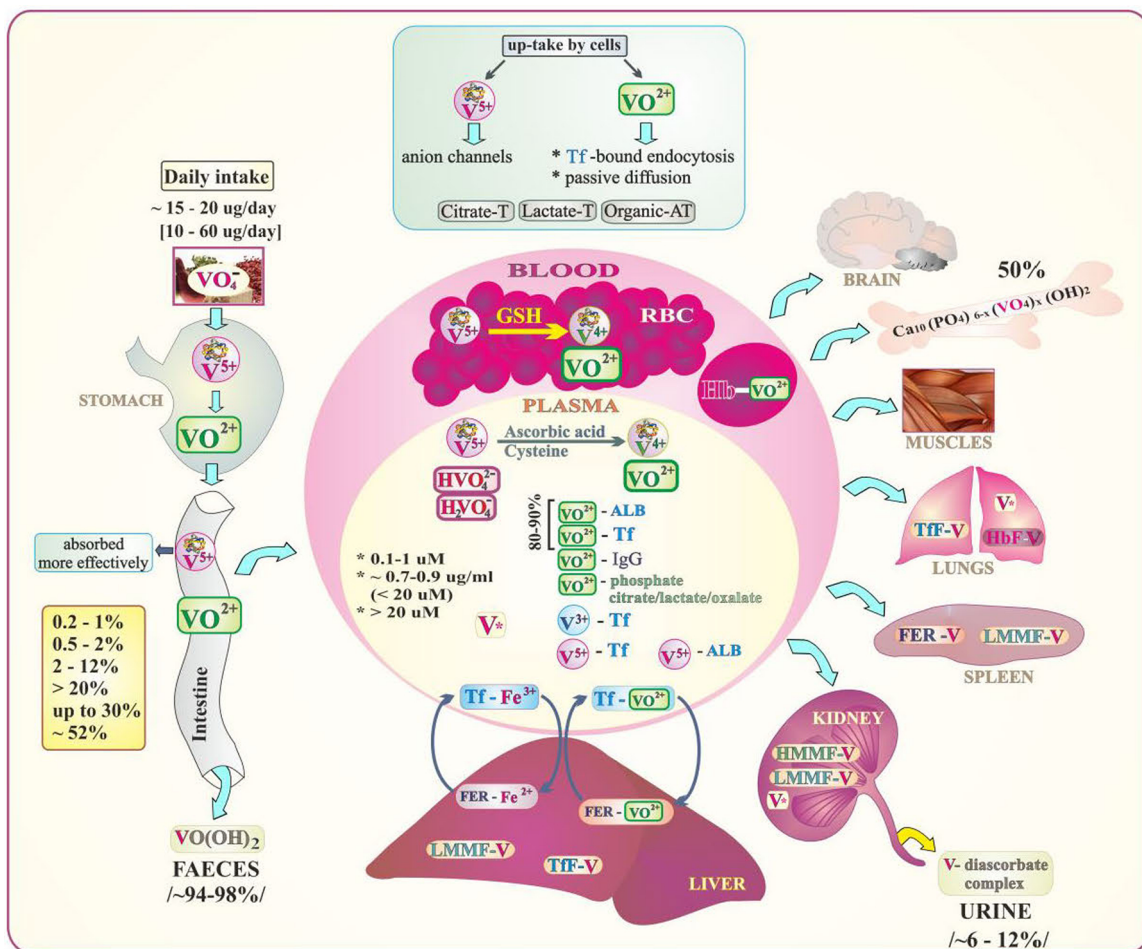 up-take by cells
V5+
VO2+
anion channels
* Tf -bound endocytosis
* passive diffusion
Citrate-T
Lactate-T
Organic-AT
Daily intake
~ 15 - 20 ug/day
[10 - 60 ug/day]
VO4-
V5+
STOMACH
VO2+
absorbed
more effectively
V5+
VO2+
0.2 - 1%
0.5 - 2%
2 - 12%
> 20%
up to 30%
~ 52%
Intestine
VO(OH)2
FAECES
/~94-98%/
BLOOD
V5+
GSH
V4+
RBC
VO2+
Hb
VO2+
PLASMA
V5+
Ascorbic acid
Cysteine
V4+
HVO42-
VO2+
H2VO4-
80-90%
VO2+ - ALB
VO2+ - Tf
VO2+ - IgG
VO2+ - phosphate
citrate/lactate/oxalate
* 0.1-1 uM
* ~ 0.7-0.9 ug/ml
(< 20 uM)
* > 20 uM
V*
V3+ - Tf
V5+ - Tf
V5+ - ALB
Tf - Fe3+
Tf - VO2+
FER - Fe2+
FER - VO2+
LMMF-V
TfF-V
LIVER
BRAIN
50%
Ca10 (PO4) 6-x (VO4)x (OH)2
MUSCLES
V*
TfF-V
HbF-V
LUNGS
FER -V
LMMF-V
SPLEEN
KIDNEY
HMMF-V
LMMF-V
V*
V- diascorbate
complex
URINE
/~6 - 12%/